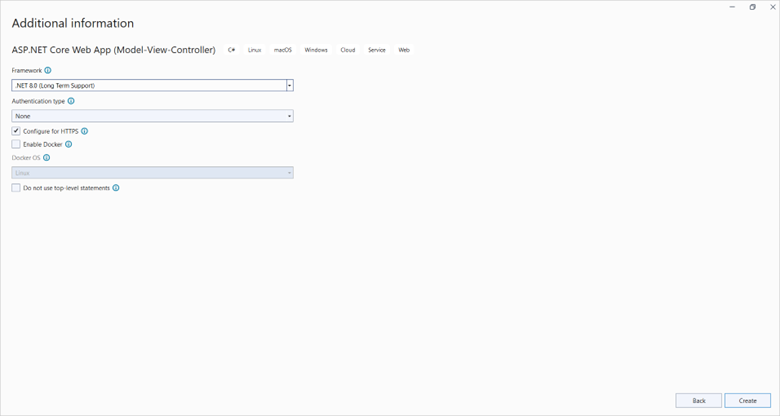 Additional information
ASP.NET Core Web App (Model-View-Controller) C# Linux macOS Windows Cloud Service Web
Framework
.NET 8.0 (Long Term Support)
Authentication type
None
Configure for HTTPS
Enable Docker
Docker OS
Linux
Do not use top-level statements
Back Create